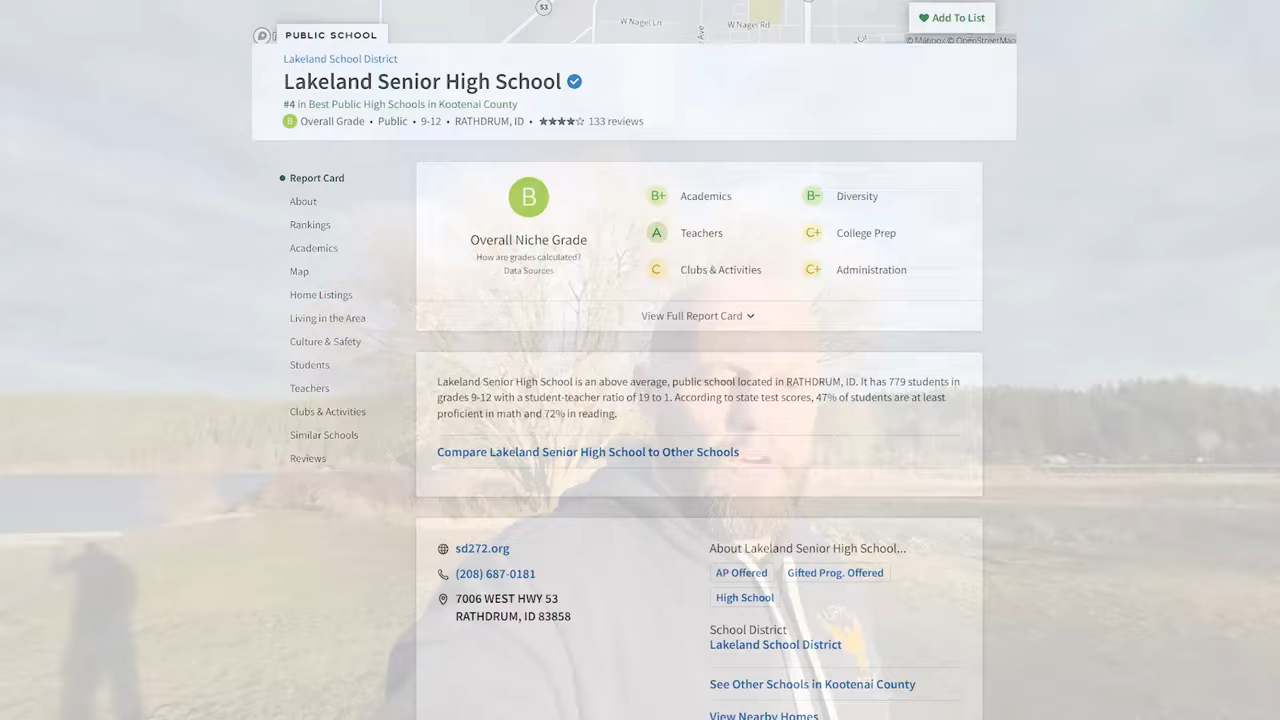 53
W Nagel Ln
W Nagel Rd
Add To List
PUBLIC SCHOOL
© Mapbox © OpenStreetMap
Lakeland School District
Lakeland Senior High School
#4 in Best Public High Schools in Kootenai County
B Overall Grade • Public • 9-12 • RATHDRUM, ID • ★★★★☆ 133 reviews
Report Card
About
Rankings
Academics
Map
Home Listings
Living in the Area
Culture & Safety
Students
Teachers
Clubs & Activities
Similar Schools
Reviews
B
Overall Niche Grade
How are grades calculated?
Data Sources
B+ Academics
B- Diversity
A Teachers
C+ College Prep
C Clubs & Activities
C+ Administration
View Full Report Card
Lakeland Senior High School is an above average, public school located in RATHDRUM, ID. It has 779 students in
grades 9-12 with a student-teacher ratio of 19 to 1. According to state test scores, 47% of students are at least
proficient in math and 72% in reading.
Compare Lakeland Senior High School to Other Schools
sd272.org
(208) 687-0181
7006 WEST HWY 53
RATHDRUM, ID 83858
About Lakeland Senior High School...
AP Offered
Gifted Prog. Offered
High School
School District
Lakeland School District
See Other Schools in Kootenai County
View Nearby Homes